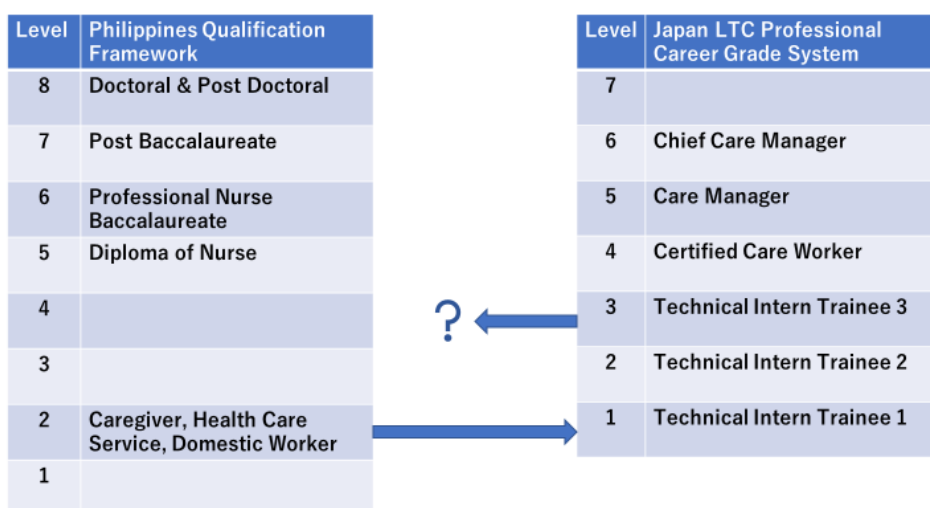 Level Philippines Qualification
Framework
8 Doctoral & Post Doctoral
7 Post Baccalaureate
6 Professional Nurse
Baccalaureate
5 Diploma of Nurse
4
3
2 Caregiver, Health Care
Service, Domestic Worker
1
?
Level Japan LTC Professional
Career Grade System
7
6 Chief Care Manager
5 Care Manager
4 Certified Care Worker
3 Technical Intern Trainee 3
2 Technical Intern Trainee 2
1 Technical Intern Trainee 1